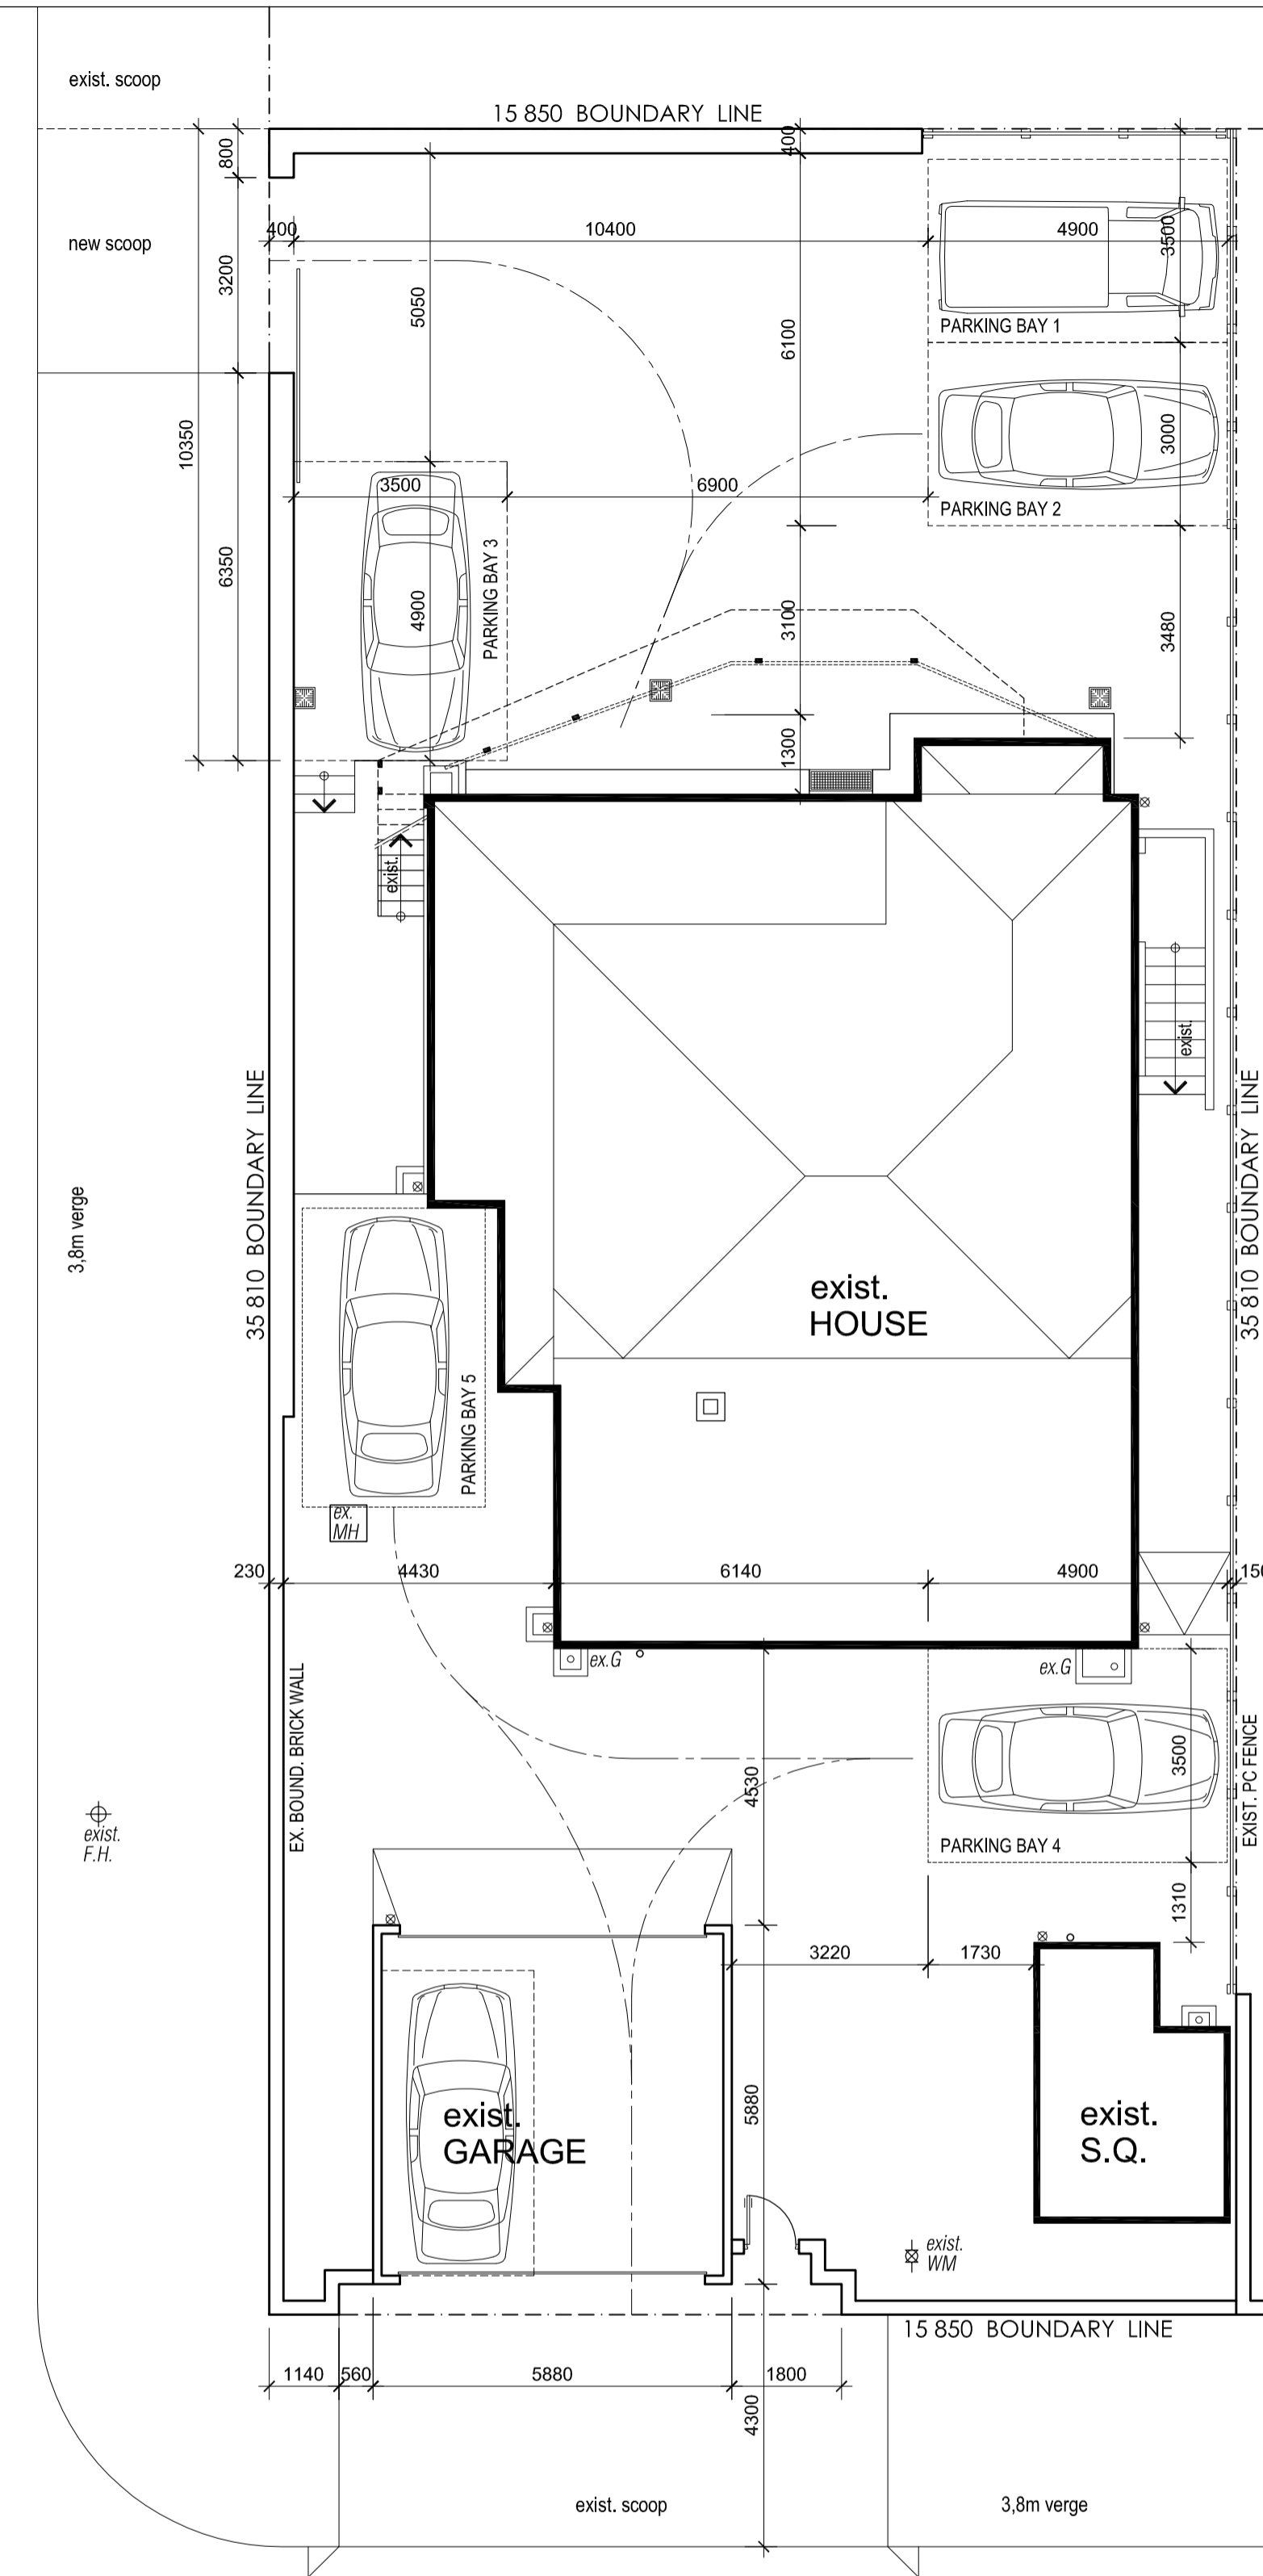 exist. scoop
15 850 BOUNDARY LINE
800
400
new scoop
400
10400
4900
3500
3200
5050
6100
PARKING BAY 1
10350
3000
3500
6900
PARKING BAY 2
6350
PARKING BAY 3
4900
3100
3480
1300
exist.
exist.
35 810 BOUNDARY LINE
35 810 BOUNDARY LINE
3,8m verge
exist.
HOUSE
PARKING BAY 5
ex.
MH
230
4430
6140
4900
ex.G
ex.G
EX. BOUND. BRICK WALL
EXIST. PC FENCE
4530
3500
exist.
F.H.
PARKING BAY 4
1310
3220
1730
5880
exist.
GARAGE
exist.
S.Q.
exist.
WM
15 850 BOUNDARY LINE
1140
560
5880
1800
4300
exist. scoop
3,8m verge